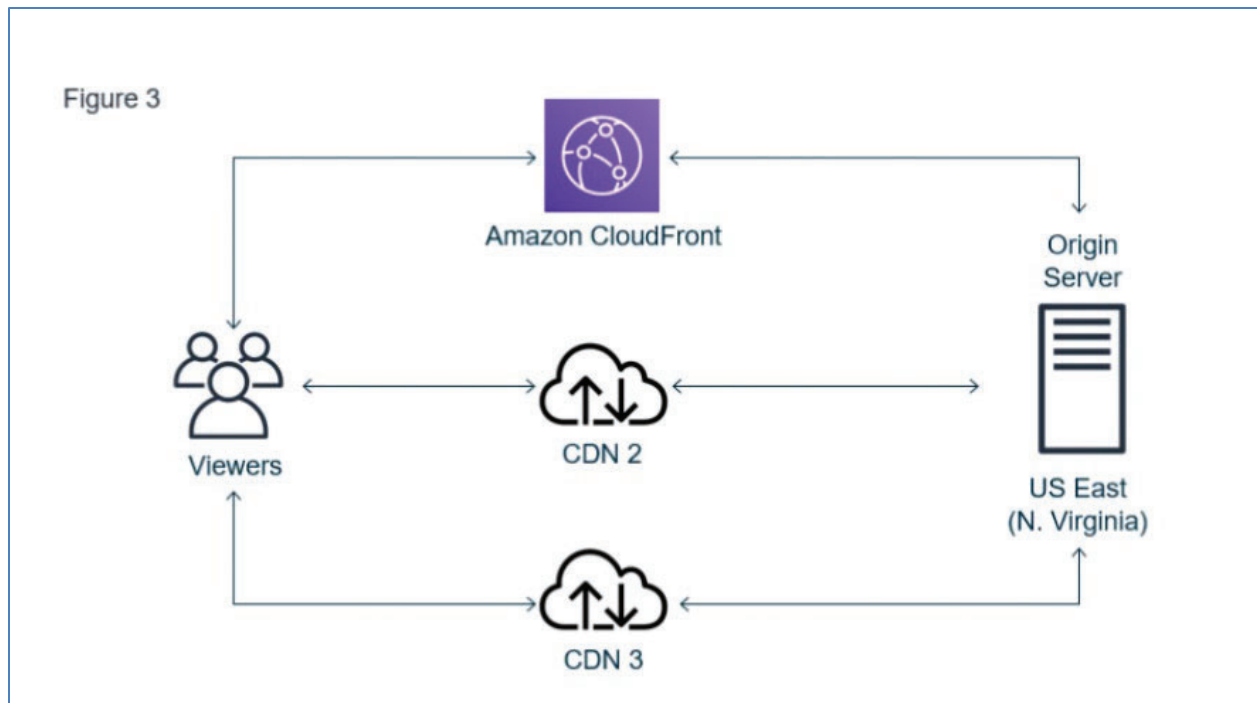 Figure 3
Amazon CloudFront
Origin
Server
Viewers
CDN 2
US East
(N. Virginia)
CDN 3